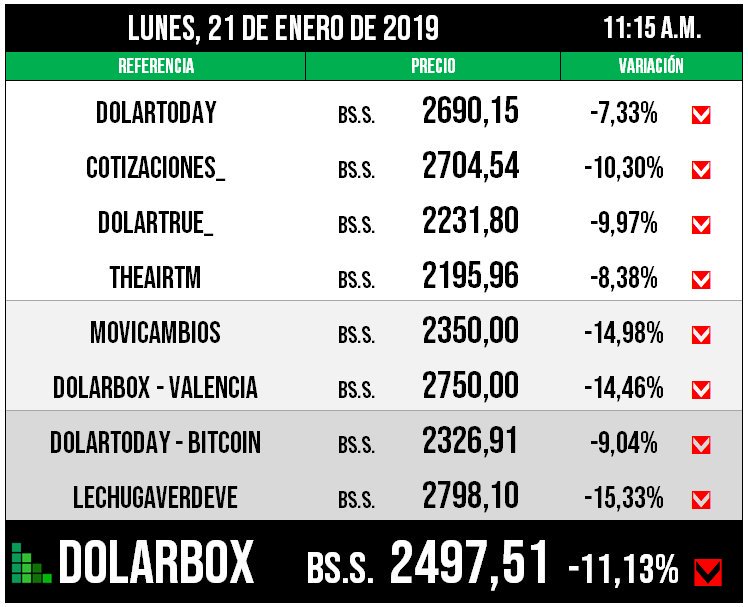 LUNES, 21 DE ENERO DE 2019 11:15 A.M.
REFERENCIA PRECIO VARIACIÓN
DOLARTODAY BS.S. 2690,15 -7,33%
COTIZACIONES_ BS.S. 2704,54 -10,30%
DOLARTRUE_ BS.S. 2231,80 -9,97%
THEAIRTM BS.S. 2195,96 -8,38%
MOVICAMBIOS BS.S. 2350,00 -14,98%
DOLARBOX - VALENCIA BS.S. 2750,00 -14,46%
DOLARTODAY - BITCOIN BS.S. 2326,91 -9,04%
LECHUGAVERDEVE BS.S. 2798,10 -15,33%
DOLARBOX BS.S. 2497,51 -11,13%